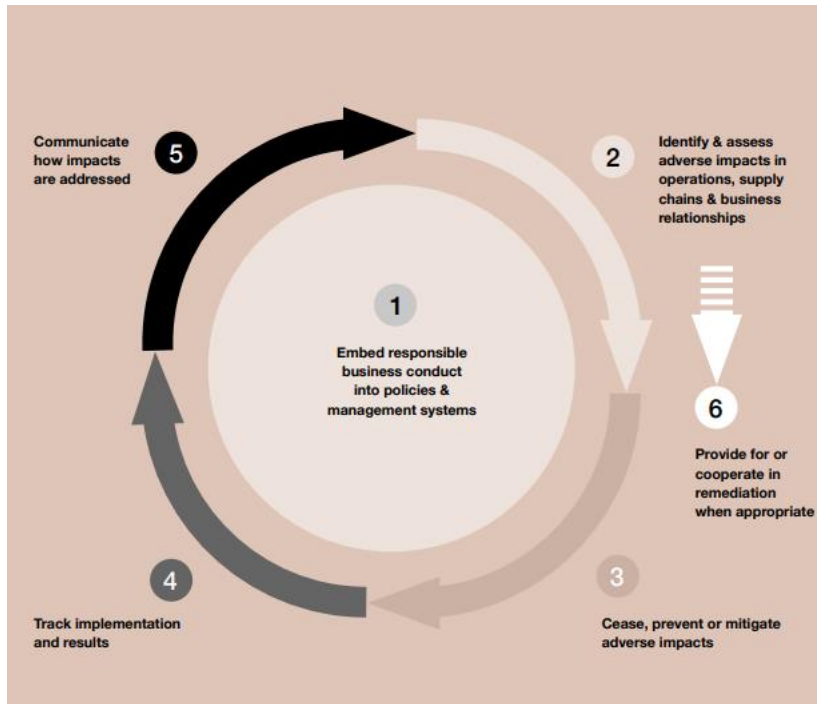 1
Embed responsible
business conduct
into policies &
management systems
2
Identify & assess
adverse impacts in
operations, supply
chains & business
relationships
3
Cease, prevent or mitigate
adverse impacts
4
Track implementation
and results
5
Communicate
how impacts
are addressed
6
Provide for or
cooperate in
remediation
when appropriate